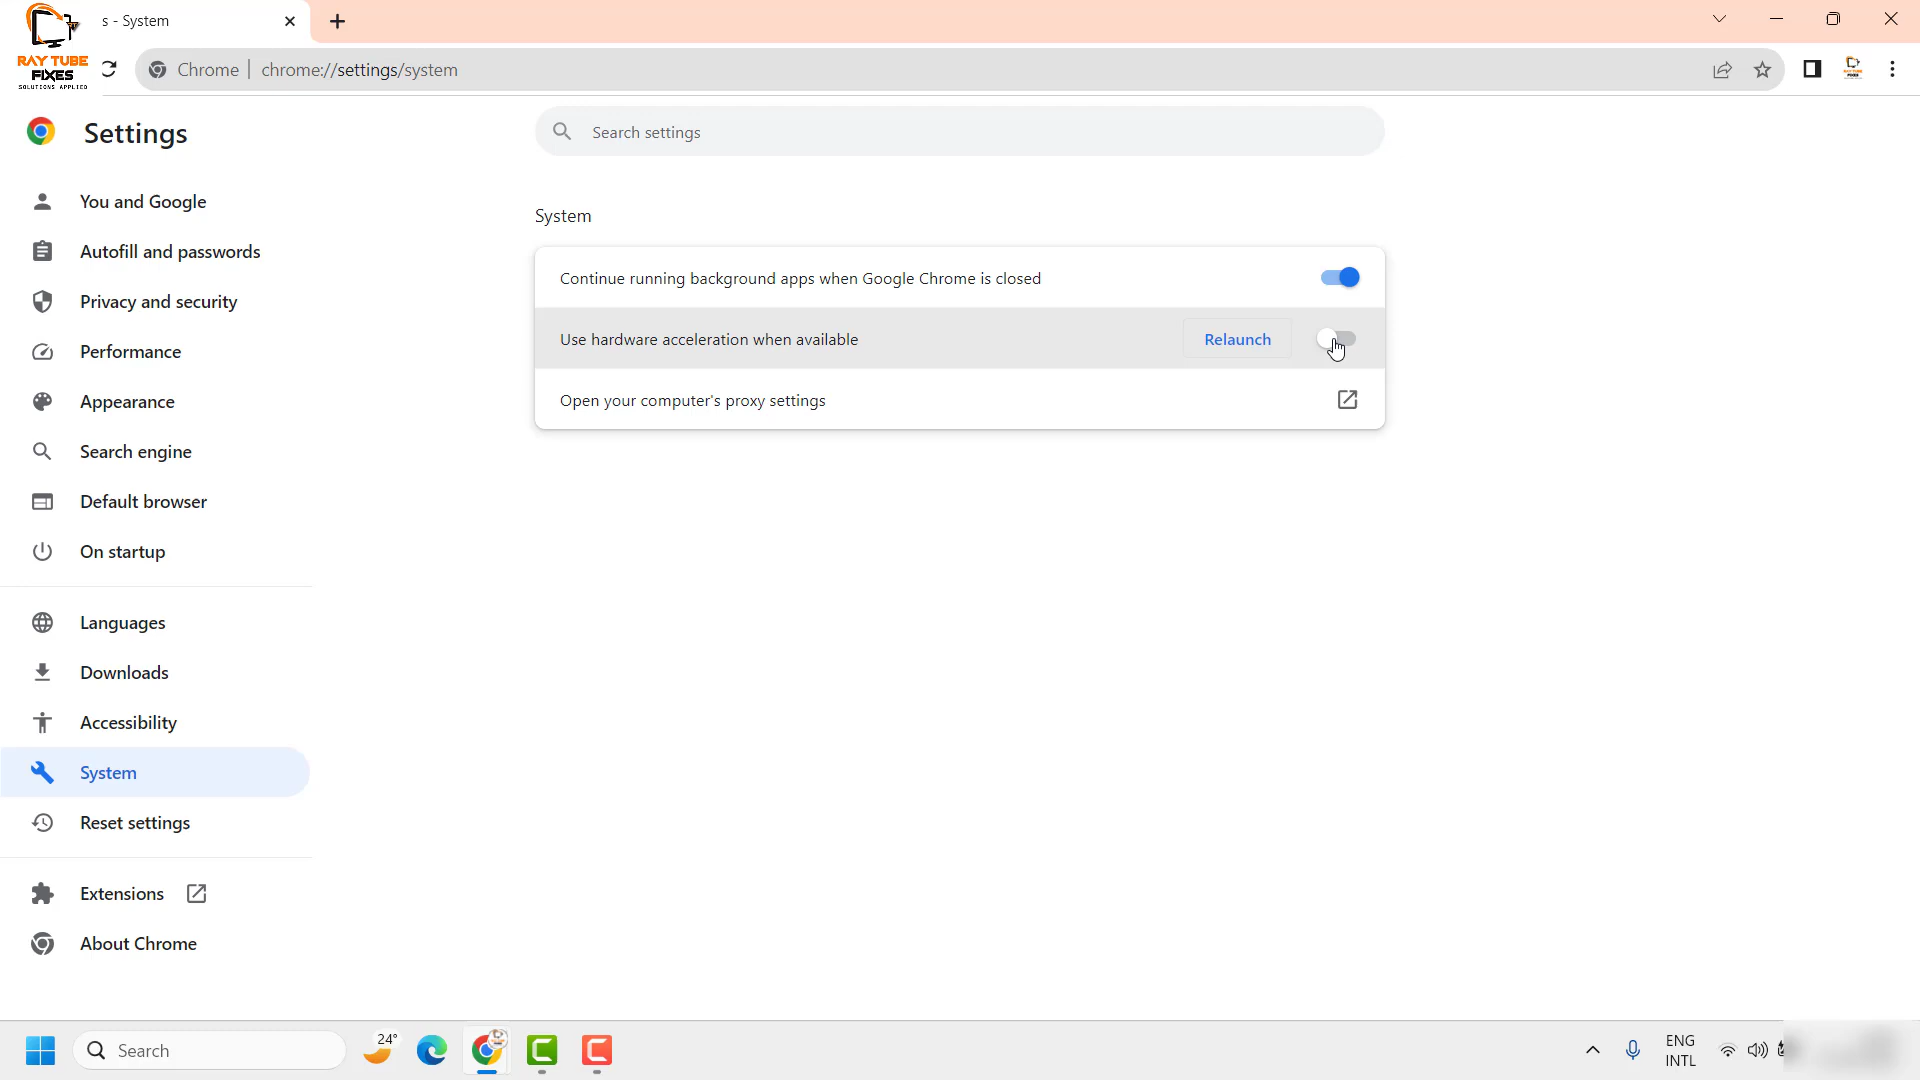 s - System
RAY TUBE
FIXES
SOLUTIONS APPLIED
Chrome
chrome://settings/system
Settings
Search settings
You and Google
Autofill and passwords
Privacy and security
Performance
Appearance
Search engine
Default browser
On startup
Languages
Downloads
Accessibility
System
Reset settings
Extensions
About Chrome
System
Continue running background apps when Google Chrome is closed
Use hardware acceleration when available
Relaunch
Open your computer's proxy settings
Search
24°
ENG
INTL